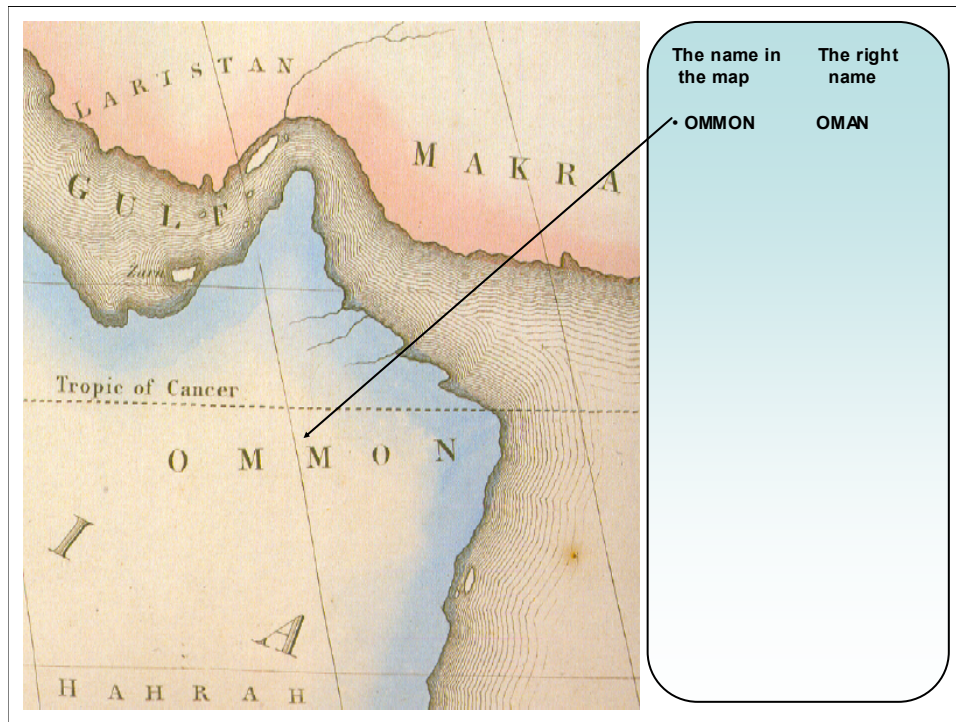 LARISTAN
MAKRA
GULF
Zara
Tropic of Cancer
OMMON
I
A
HAHRAH
The name in the map
The right name
• OMMON
OMAN